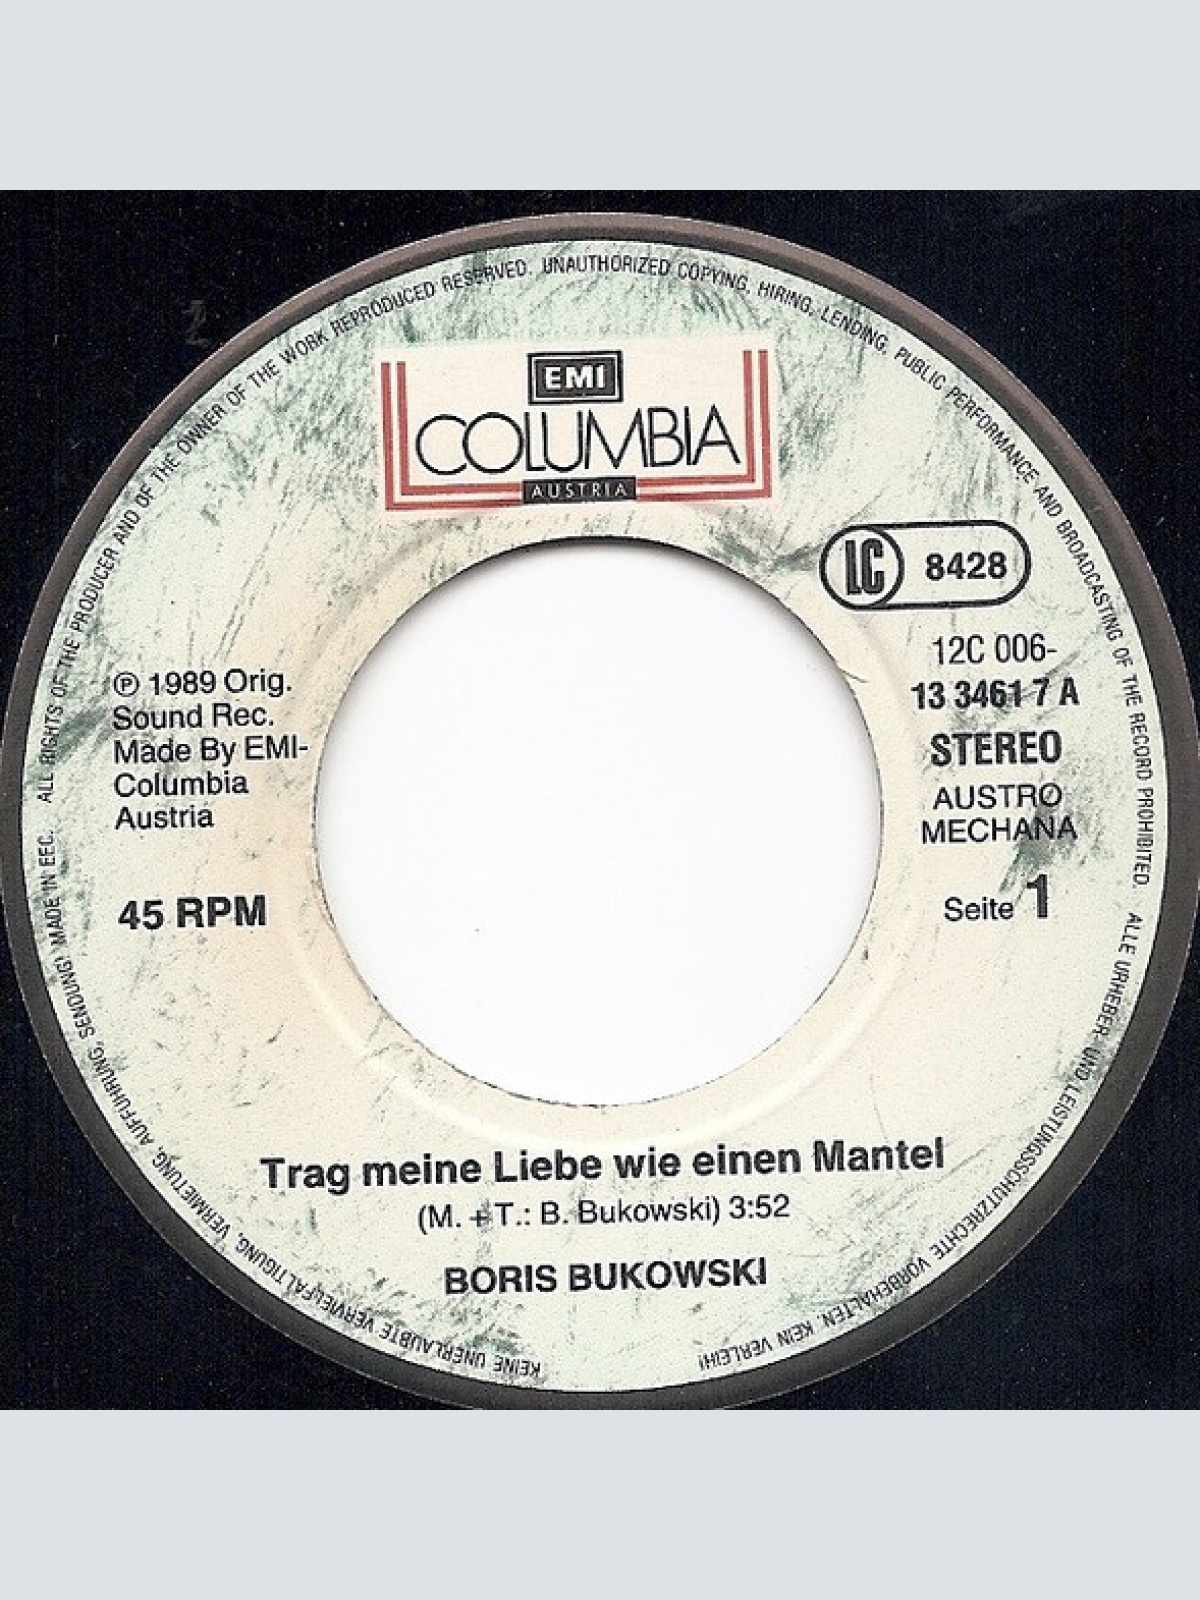 EMI
COLUMBIA
AUSTRIA
LC 8428
12C 006-
13 3461 7 A
STEREO
AUSTRO
MECHANA
Seite 1
℗ 1989 Orig.
Sound Rec.
Made By EMI-
Columbia
Austria
45 RPM
Trag meine Liebe wie einen Mantel
(M. + T.: B. Bukowski) 3:52
BORIS BUKOWSKI
ALL RIGHTS OF THE PRODUCER AND OF THE OWNER OF THE WORK REPRODUCED RESERVED. UNAUTHORIZED COPYING, HIRING, LENDING, PUBLIC PERFORMANCE AND BROADCASTING OF THE RECORD PROHIBITED. ALLE URHEBER- UND LEISTUNGSSCHUTZRECHTE VORBEHALTEN. KEIN VERLEIH!
KEINE UNERLAUBTE VERVIELFÄLTIGUNG, VERMIETUNG, AUFFÜHRUNG, SENDUNG! MADE IN EEC.